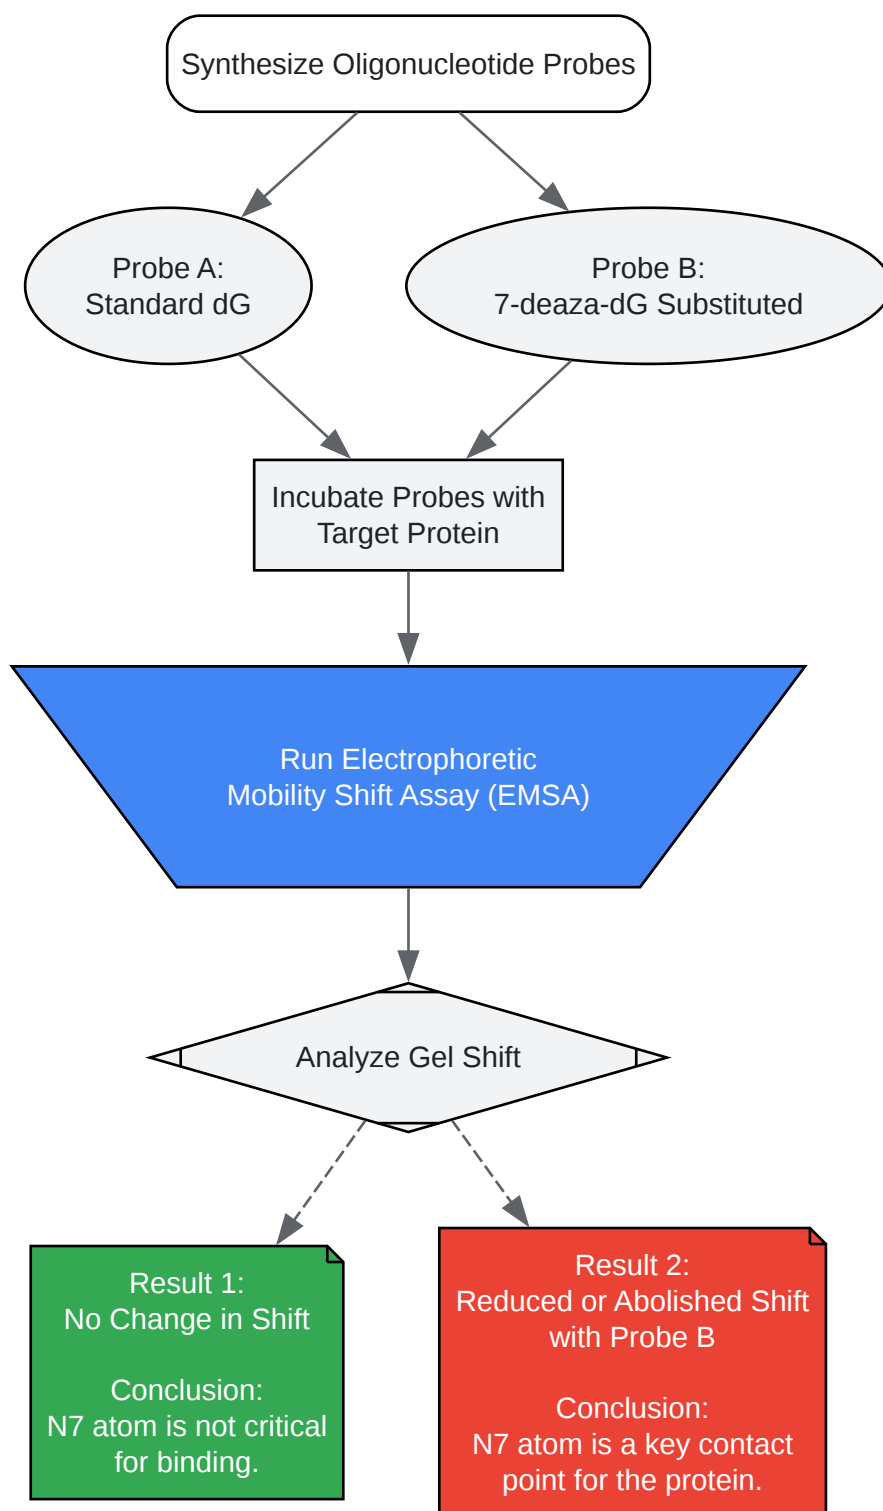 Synthesize Oligonucleotide Probes
Probe A:
Standard dG
Probe B:
7-deaza-dG Substituted
Incubate Probes with
Target Protein
Run Electrophoretic
Mobility Shift Assay (EMSA)
Analyze Gel Shift
Result 1:
No Change in Shift
Conclusion:
N7 atom is not critical
for binding.
Result 2:
Reduced or Abolished Shift
with Probe B
Conclusion:
N7 atom is a key contact
point for the protein.